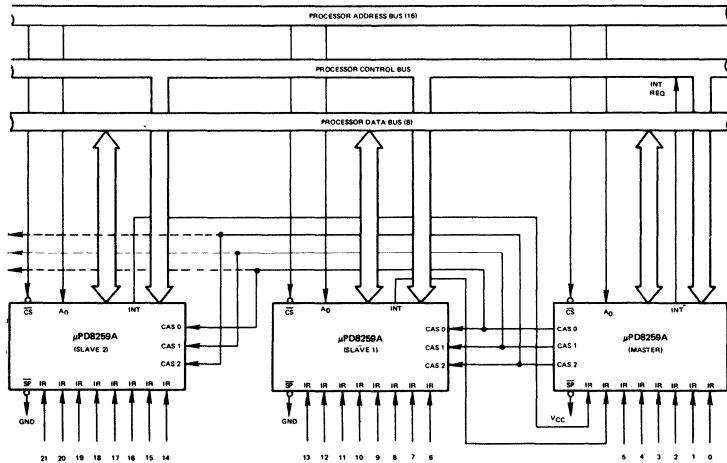 PROCESSOR ADDRESS BUS (16)
PROCESSOR CONTROL BUS
INT
REQ
PROCESSOR DATA BUS (8)
CS A0 INT
µPD8259A
(SLAVE 2)
CAS 0
CAS 1
CAS 2
SP IR IR IR IR IR IR IR IR
GND
21 20 19 18 17 16 15 14
CS A0 INT
µPD8259A
(SLAVE 1)
CAS 0
CAS 1
CAS 2
SP IR IR IR IR IR IR IR IR
GND
13 12 11 10 9 8 7 6
CS A0 INT
CAS 0
CAS 1
CAS 2
µPD8259A
(MASTER)
SP IR IR IR IR IR IR IR IR
VCC
5 4 3 2 1 0